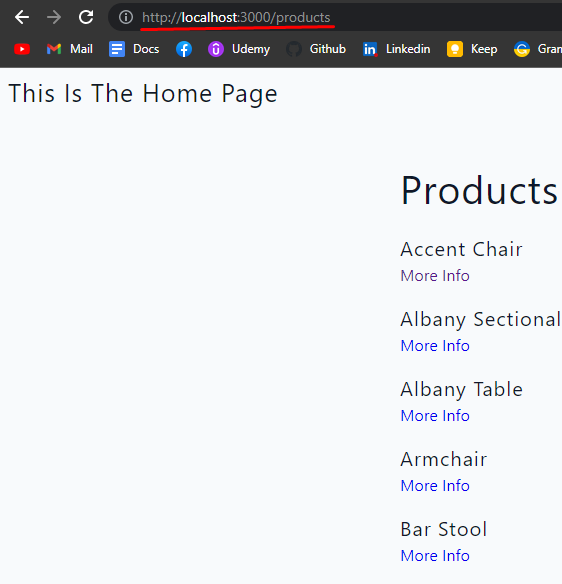 http://localhost:3000/products
Mail Docs Udemy Github Linkedin Keep
This Is The Home Page
Products
Accent Chair
More Info
Albany Sectional
More Info
Albany Table
More Info
Armchair
More Info
Bar Stool
More Info